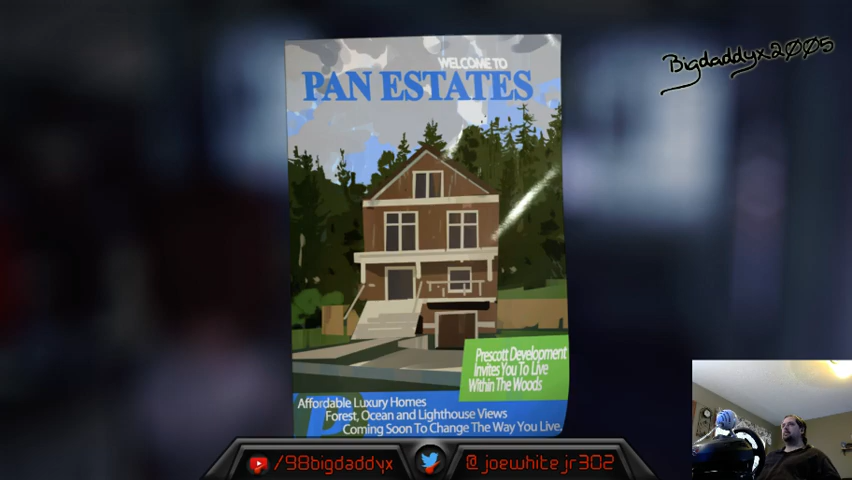 WELCOME TO
PAN ESTATES
Bigdaddyx2005
Prescott Development
Invites You To Live
Within The Woods
Affordable Luxury Homes
Forest, Ocean and Lighthouse Views
Coming Soon To Change The Way You Live.
/98bigdaddyx
@joewhitejr302